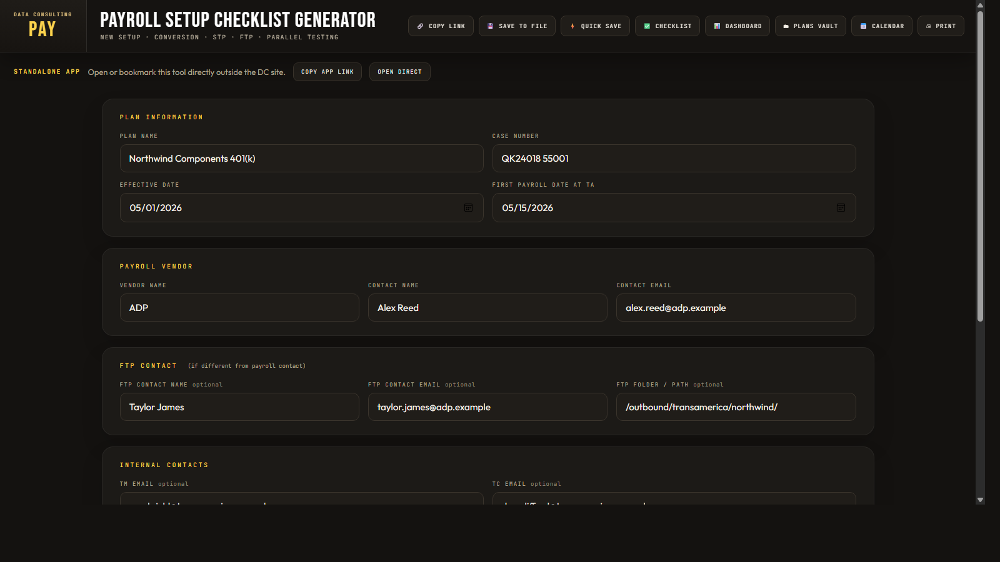 DATA CONSULTING
PAY
PAYROLL SETUP CHECKLIST GENERATOR
NEW SETUP · CONVERSION · STP · FTP · PARALLEL TESTING
COPY LINK
SAVE TO FILE
QUICK SAVE
CHECKLIST
DASHBOARD
PLANS VAULT
CALENDAR
PRINT
STANDALONE APP
Open or bookmark this tool directly outside the DC site.
COPY APP LINK
OPEN DIRECT
PLAN INFORMATION
PLAN NAME
Northwind Components 401(k)
CASE NUMBER
QK24018 55001
EFFECTIVE DATE
05/01/2026
FIRST PAYROLL DATE AT TA
05/15/2026
PAYROLL VENDOR
VENDOR NAME
ADP
CONTACT NAME
Alex Reed
CONTACT EMAIL
alex.reed@adp.example
FTP CONTACT (if different from payroll contact)
FTP CONTACT NAME optional
Taylor James
FTP CONTACT EMAIL optional
taylor.james@adp.example
FTP FOLDER / PATH optional
/outbound/transamerica/northwind/
INTERNAL CONTACTS
TM EMAIL optional
TC EMAIL optional